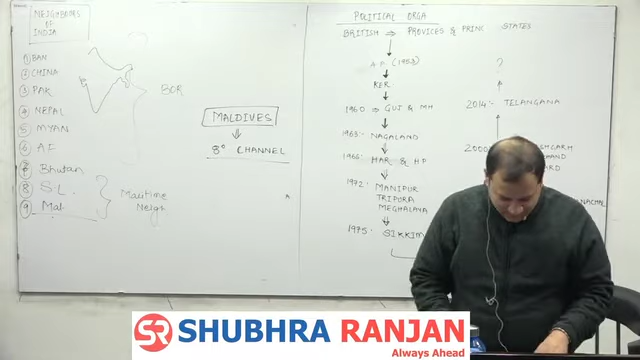 NEIGHBOURS
OF
INDIA
① BAN
② CHINA
③ PAK
④ NEPAL
⑤ MYAN
⑥ AF
⑦ Bhutan
⑧ S.L.
⑨ Mal
BOR
Maritime
Neigh
MALDIVES
8° CHANNEL
POLITICAL ORGA
BRITISH ⇒ PROVICES & PRINC STATES
A.P. (1953)
KER
1960 ⇒ GUJ & MH
1963:- NAGALAND
1966:- HAR & HP
1972:- MANIPUR
TRIPURA
MEGHALAYA
1975:- SIKKIM
?
2014:- TELANGANA
2000
SHUBHRA RANJAN
Always Ahead
SR